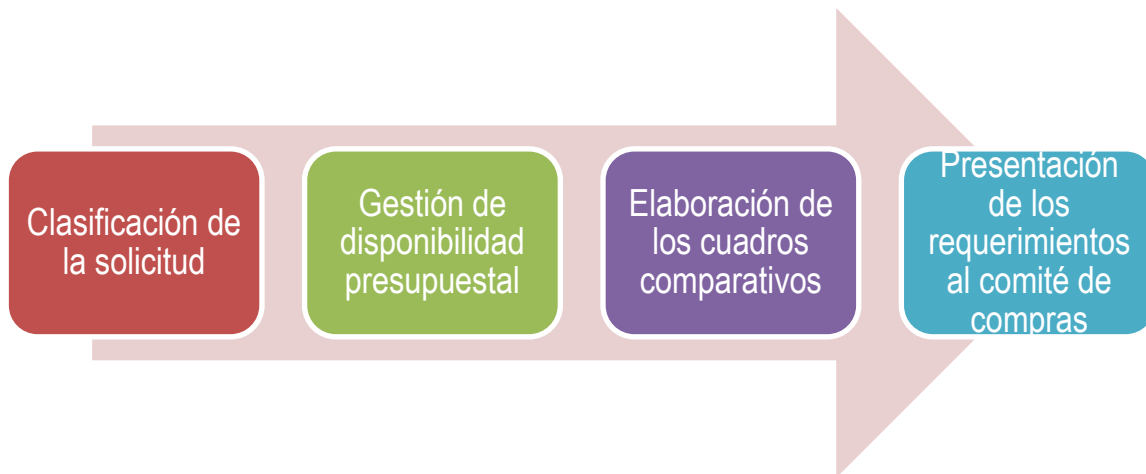 Clasificación de
la solicitud
Gestión de
disponibilidad
presupuestal
Elaboración de
los cuadros
comparativos
Presentación
de los
requerimientos
al comité de
compras